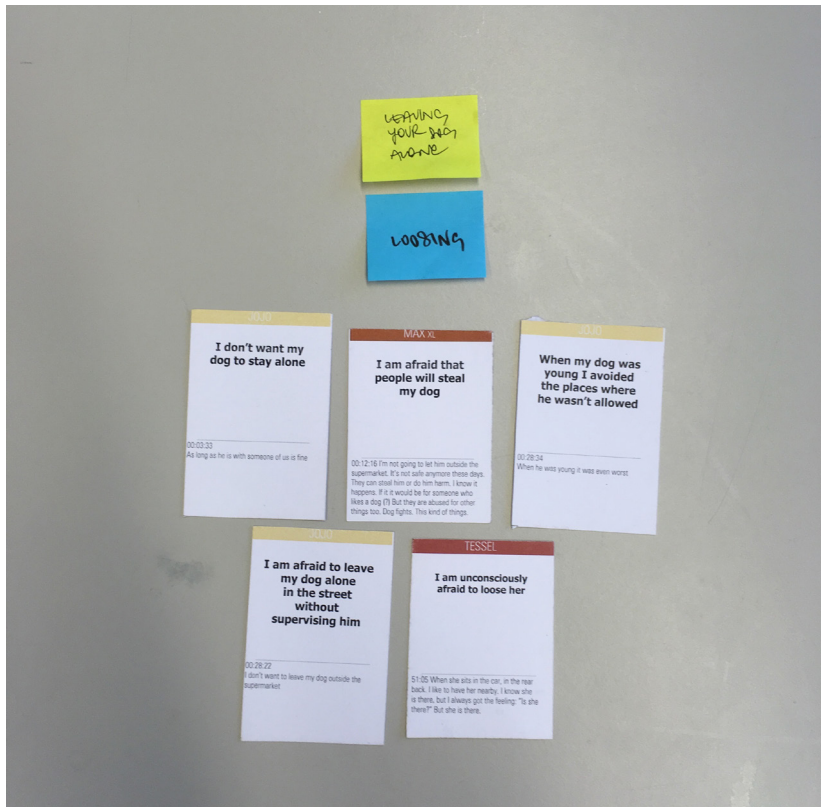 LEAVING
YOUR DOG
ALONE
LOOSING
JOJO
I don't want my
dog to stay alone
00:03:33
As long as he is with someone of us is fine
MAX XL
I am afraid that
people will steal
my dog
00:12:16 I'm not going to let him outside the
supermarket. It's not safe anymore these days.
They can steal him or do him harm. I know it
happens. If it it would be for someone who
likes a dog (?) But they are abused for other
things too. Dog fights. This kind of things.
JOJO
When my dog was
young I avoided
the places where
he wasn't allowed
00:28:34
When he was young it was even worst
JOJO
I am afraid to leave
my dog alone
in the street
without
supervising him
00:28:22
I don't want to leave my dog outside the
supermarket
TESSEL
I am unconsciously
afraid to loose her
51:05 When she sits in the car, in the rear
back. I like to have her nearby. I know she
is there, but I always got the feeling: "Is she
there?" But she is there.